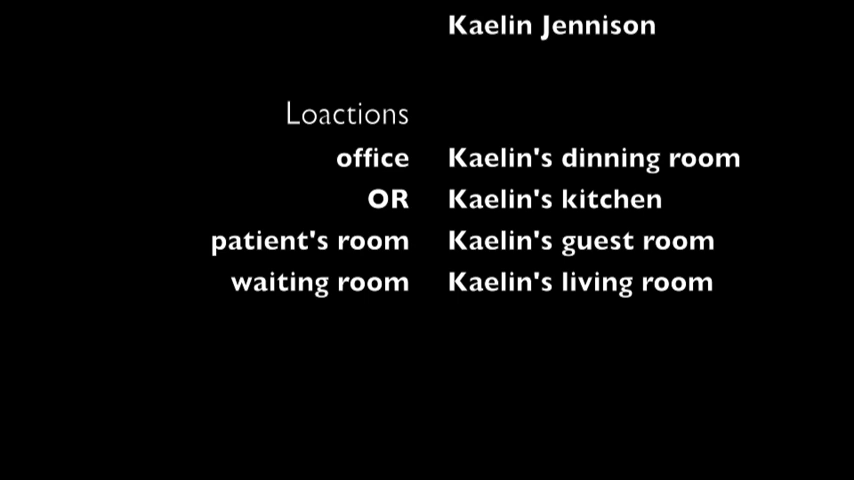 Kaelin Jennison
Loactions
office Kaelin's dinning room
OR Kaelin's kitchen
patient's room Kaelin's guest room
waiting room Kaelin's living room